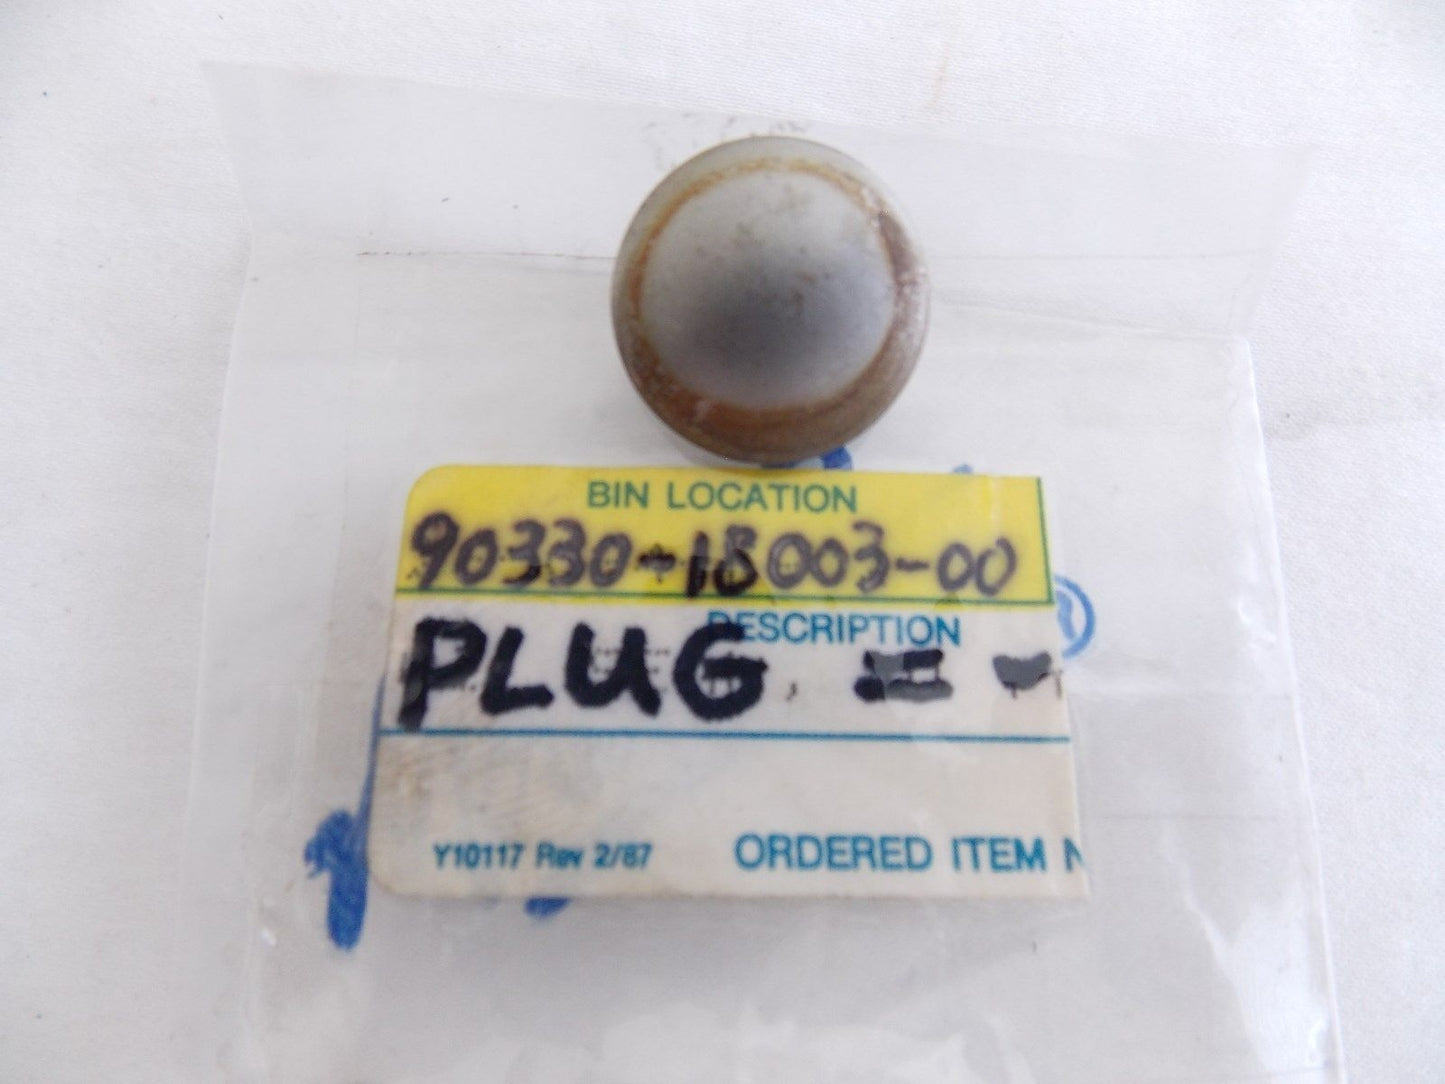 BIN LOCATION
90330-18003-00
DESCRIPTION
PLUG
Y10117 Rev 2/87
ORDERED ITEM N
®